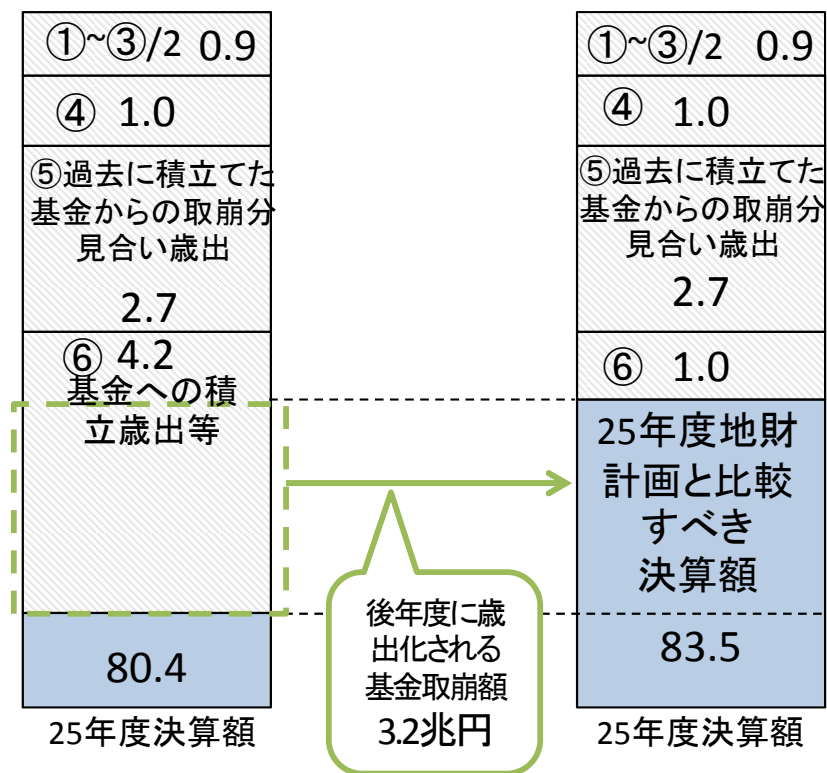 ①~③/2 0.9
④ 1.0
⑤過去に積立てた
基金からの取崩分
見合い歳出
2.7
⑥ 4.2
基金への積
立歳出等
80.4
25年度決算額
後年度に歳
出化される
基金取崩額
3.2兆円
①~③/2 0.9
④ 1.0
⑤過去に積立てた
基金からの取崩分
見合い歳出
2.7
⑥ 1.0
25年度地財
計画と比較
すべき
決算額
83.5
25年度決算額